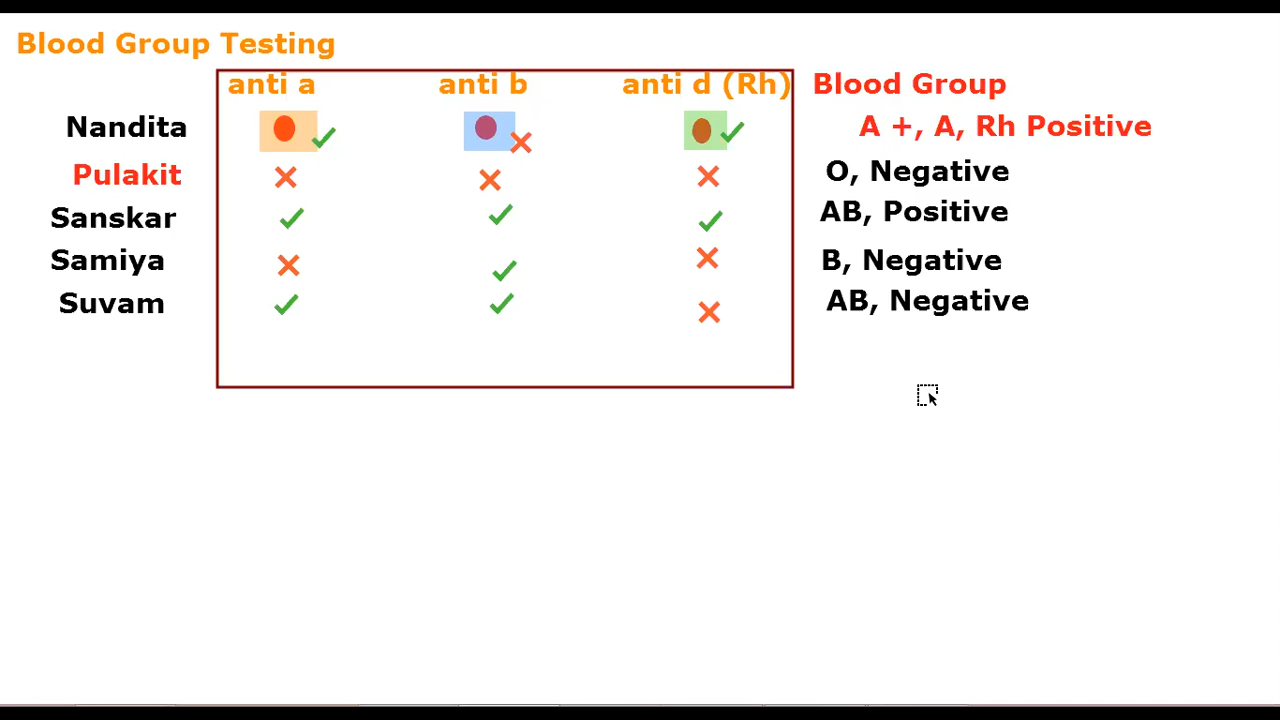 Blood Group Testing
anti a anti b anti d (Rh) Blood Group
Nandita A +, A, Rh Positive
Pulakit O, Negative
Sanskar AB, Positive
Samiya B, Negative
Suvam AB, Negative